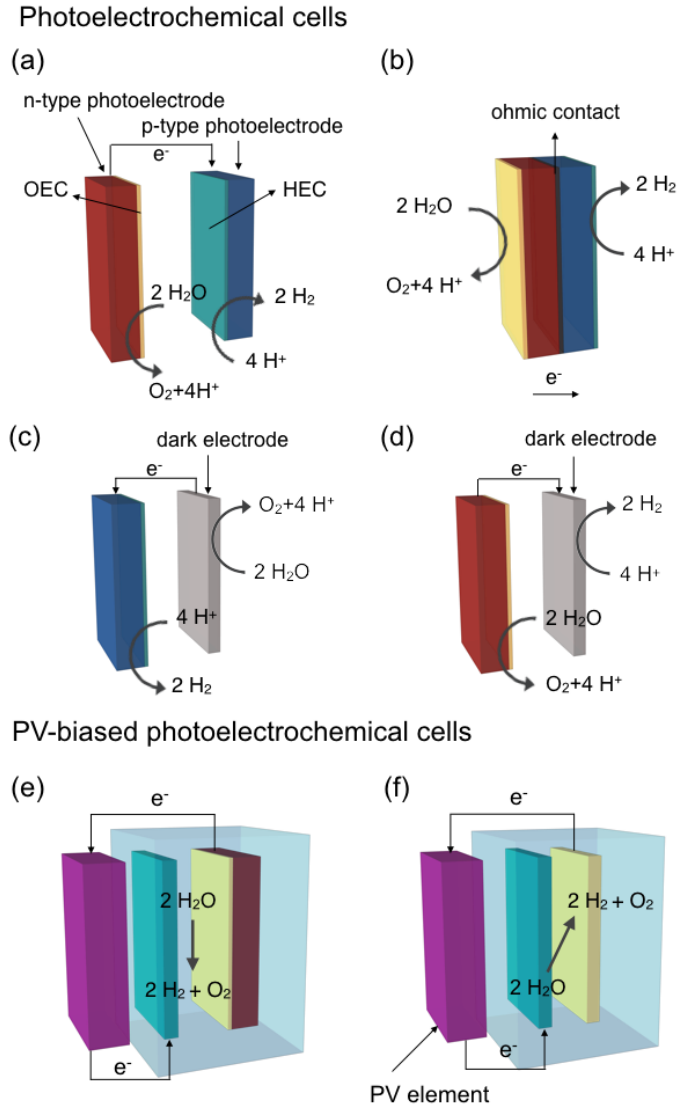 Photoelectrochemical cells
(a)
n-type photoelectrode
p-type photoelectrode
e⁻
OEC
HEC
2 H₂O
2 H₂
O₂+4H⁺
4 H⁺
(b)
ohmic contact
2 H₂O
2 H₂
O₂+4 H⁺
4 H⁺
e⁻
(c)
dark electrode
e⁻
O₂+4 H⁺
2 H₂O
4 H⁺
2 H₂
(d)
dark electrode
e⁻
2 H₂
4 H⁺
2 H₂O
O₂+4 H⁺
PV-biased photoelectrochemical cells
(e)
e⁻
2 H₂O
2 H₂ + O₂
e⁻
(f)
e⁻
2 H₂ + O₂
2 H₂O
e⁻
PV element